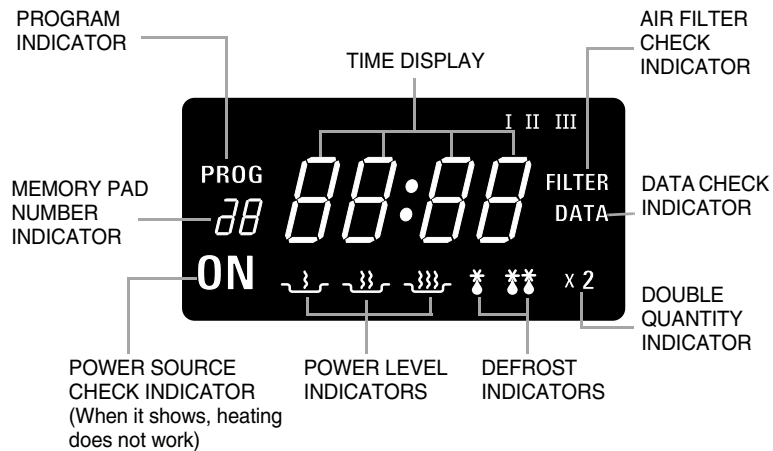 PROGRAM
INDICATOR
TIME DISPLAY
AIR FILTER
CHECK
INDICATOR
I II III
PROG
88:88
FILTER
MEMORY PAD
NUMBER
INDICATOR
d8
DATA
DATA CHECK
INDICATOR
ON
x 2
DOUBLE
QUANTITY
INDICATOR
POWER SOURCE
CHECK INDICATOR
(When it shows, heating
does not work)
POWER LEVEL
INDICATORS
DEFROST
INDICATORS